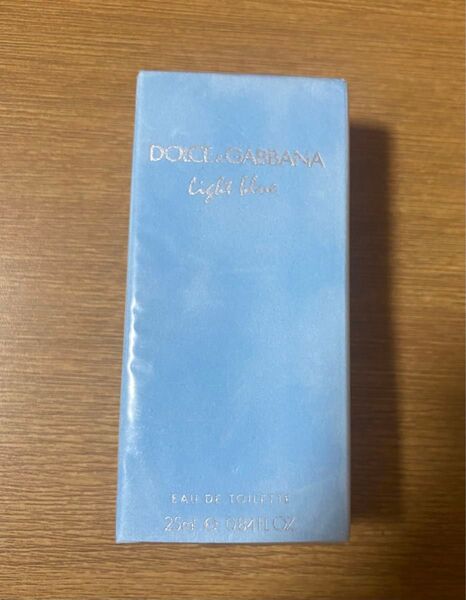 DOLCE & GABBANA
light blue
EAU DE TOILETTE
25mL ℮ 0.84 FL.OZ.